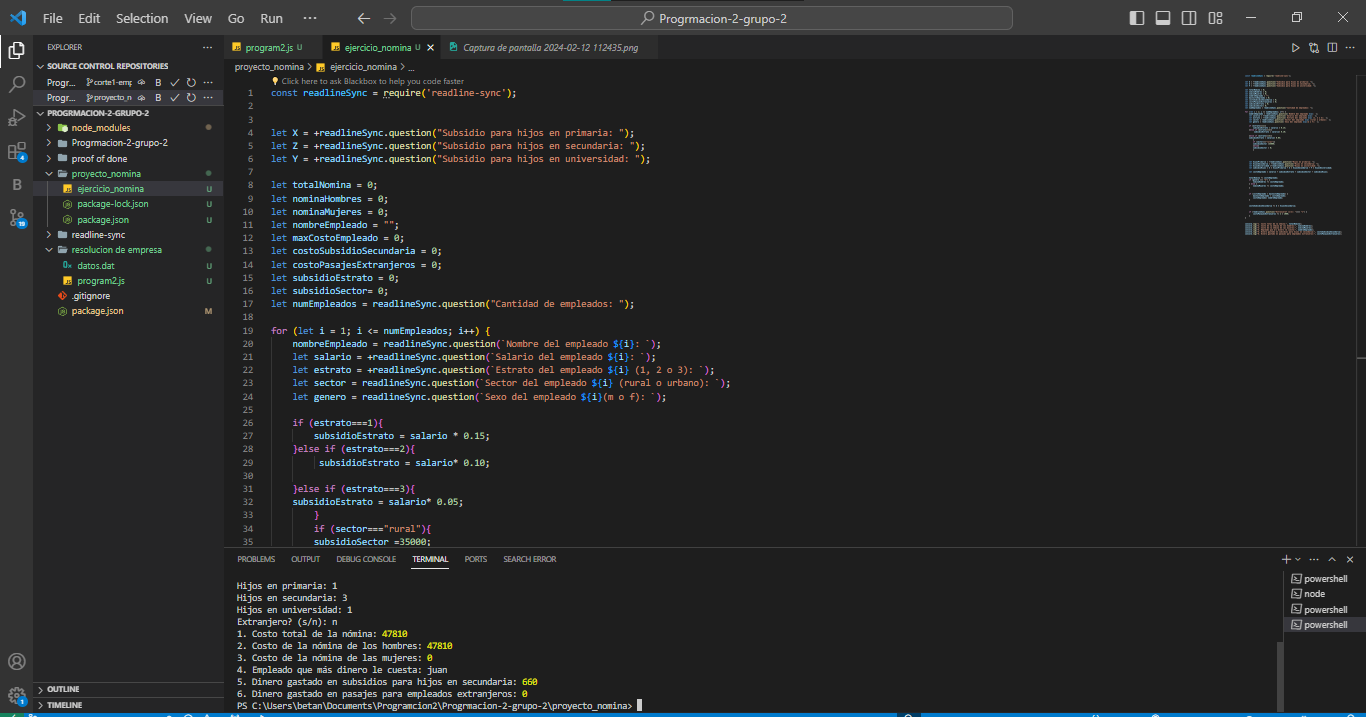 File Edit Selection View Go Run ··· Progrmacion-2-grupo-2
EXPLORER ···
SOURCE CONTROL REPOSITORIES
Progr... corte1-emp B ···
Progr... proyecto_n B ···
PROGRMACION-2-GRUPO-2
node_modules
Progrmacion-2-grupo-2
proof of done
proyecto_nomina
ejercicio_nomina U
package-lock.json U
package.json U
readline-sync
resolucion de empresa
datos.dat U
program2.js U
.gitignore
package.json M
OUTLINE
TIMELINE
4
19
1
program2.js U ejercicio_nomina U Captura de pantalla 2024-02-12 112435.png
proyecto_nomina > ejercicio_nomina > ...
Click here to ask Blackbox to help you code faster
1 const readlineSync = require('readline-sync');
2
3
4 let X = +readlineSync.question("Subsidio para hijos en primaria: ");
5 let Z = +readlineSync.question("Subsidio para hijos en secundaria: ");
6 let Y = +readlineSync.question("Subsidio para hijos en universidad: ");
7
8 let totalNomina = 0;
9 let nominaHombres = 0;
10 let nominaMujeres = 0;
11 let nombreEmpleado = "";
12 let maxCostoEmpleado = 0;
13 let costoSubsidioSecundaria = 0;
14 let costoPasajesExtranjeros = 0;
15 let subsidioEstrato = 0;
16 let subsidioSector= 0;
17 let numEmpleados = readlineSync.question("Cantidad de empleados: ");
18
19 for (let i = 1; i <= numEmpleados; i++) {
20 nombreEmpleado = readlineSync.question(`Nombre del empleado ${i}: `);
21 let salario = +readlineSync.question(`Salario del empleado ${i}: `);
22 let estrato = +readlineSync.question(`Estrato del empleado ${i} (1, 2 o 3): `);
23 let sector = readlineSync.question(`Sector del empleado ${i} (rural o urbano): `);
24 let genero = readlineSync.question(`Sexo del empleado ${i}(m o f): `);
25
26 if (estrato===1){
27 subsidioEstrato = salario * 0.15;
28 }else if (estrato===2){
29 subsidioEstrato = salario* 0.10;
30
31 }else if (estrato===3){
32 subsidioEstrato = salario* 0.05;
33 }
34 if (sector==="rural"){
35 subsidioSector =35000;
PROBLEMS OUTPUT DEBUG CONSOLE TERMINAL PORTS SEARCH ERROR
Hijos en primaria: 1
Hijos en secundaria: 3
Hijos en universidad: 1
Extranjero? (s/n): n
1. Costo total de la nómina: 47810
2. Costo de la nómina de los hombres: 47810
3. Costo de la nómina de las mujeres: 0
4. Empleado que más dinero le cuesta: juan
5. Dinero gastado en subsidios para hijos en secundaria: 660
6. Dinero gastado en pasajes para empleados extranjeros: 0
PS C:\Users\betan\Documents\Programcion2\Progrmacion-2-grupo-2\proyecto_nomina>
powershell
node
powershell
powershell